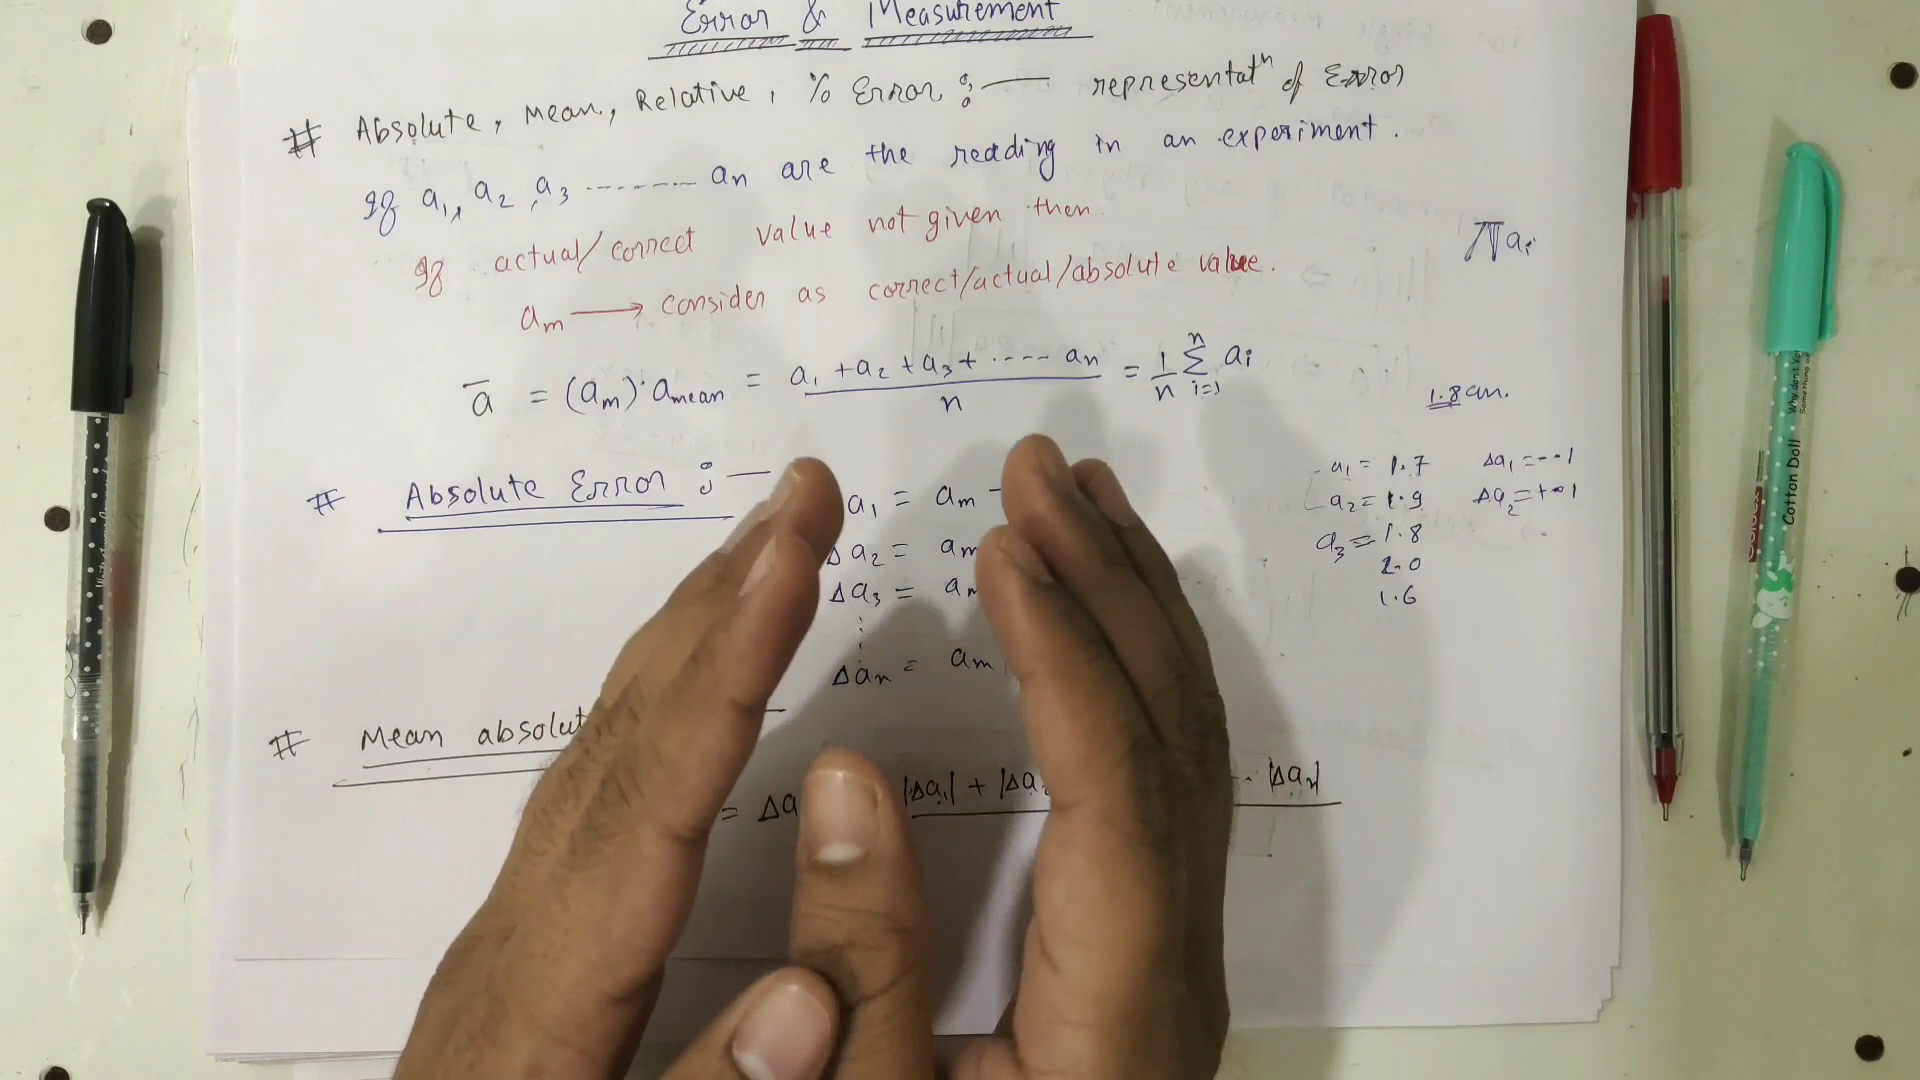 Error & Measurement
# Absolute, Mean, Relative, % Error :— representatⁿ of Error
If a₁, a₂, a₃ -------- aₙ are the reading in an experiment.
If actual/correct value not given then.
aₘ → consider as correct/actual/absolute value.
π aᵢ
ā = (aₘ) · aₘₑₐₙ = a₁ + a₂ + a₃ + ---- aₙ / n = 1/n Σ i=1 n aᵢ
1.8 cm.
# Absolute Error :—
a₁ = aₘ -
Δa₂ = aₘ
Δa₃ = aₘ
Δaₙ = aₘ
a₁ = 1.7 Δa₁ = -·1
a₂ = 1.9 Δa₂ = +·1
a₃ = 1.8
2.0
1.6
# Mean absolut
= Δa |Δa₁| + |Δa -- |Δaₙ|
Cotton Doll